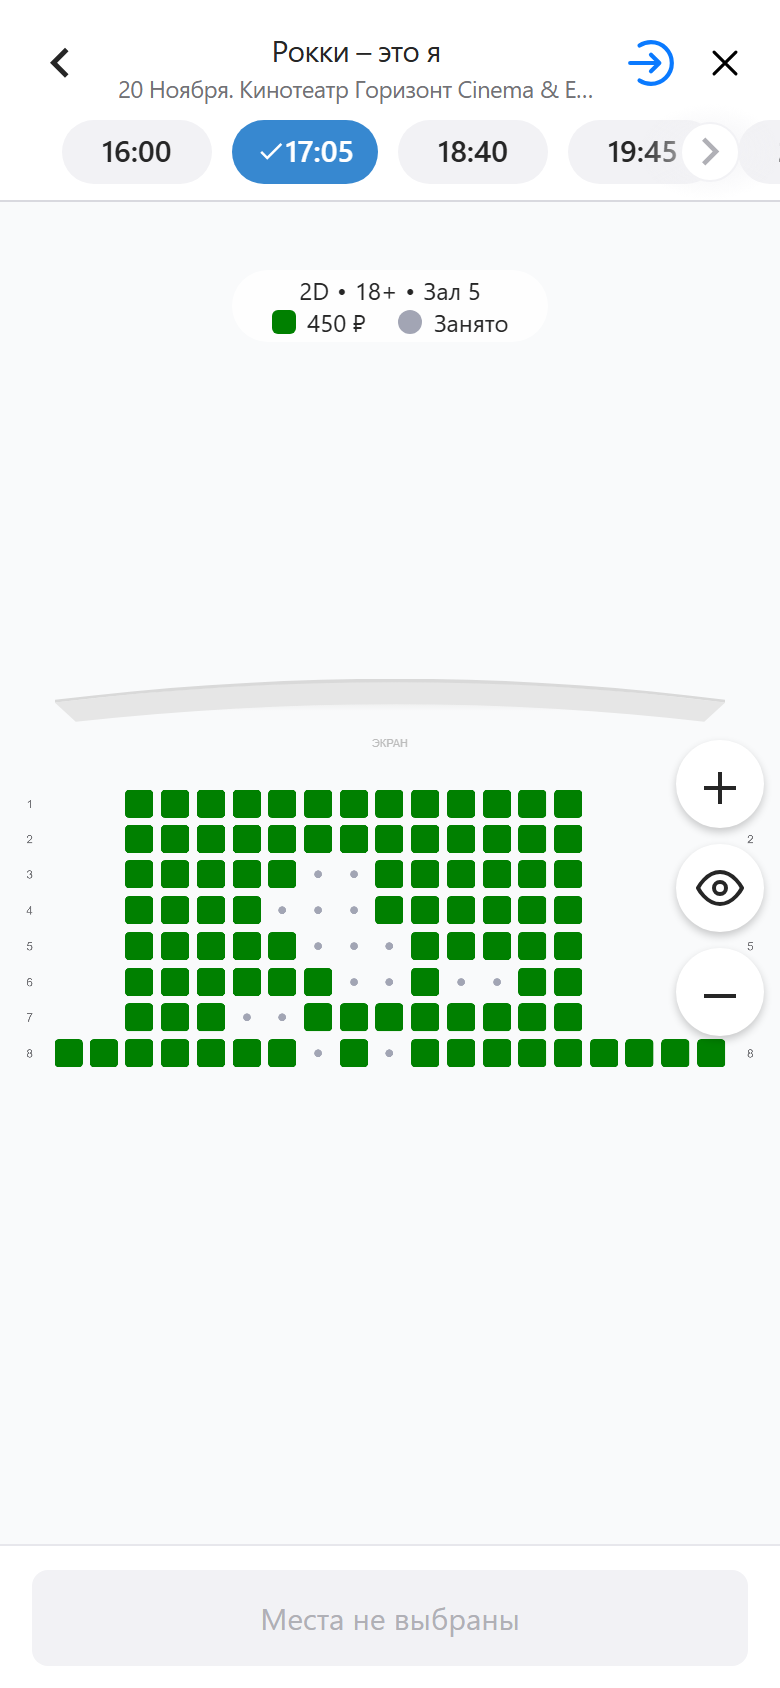 Рокки – это я
20 Ноября. Кинотеатр Горизонт Cinema & E...
16:00 17:05 18:40 19:45
2D • 18+ • Зал 5
450 ₽ Занято
ЭКРАН
1
2 2
3
4
5 5
6
7
8 8
Места не выбраны